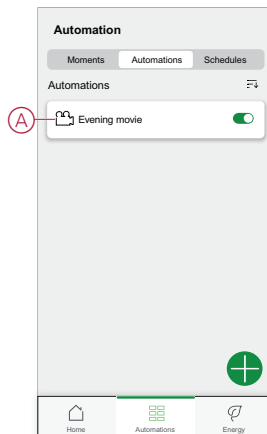 Automation
Moments Automations Schedules
Automations
A Evening movie
Home Automations Energy